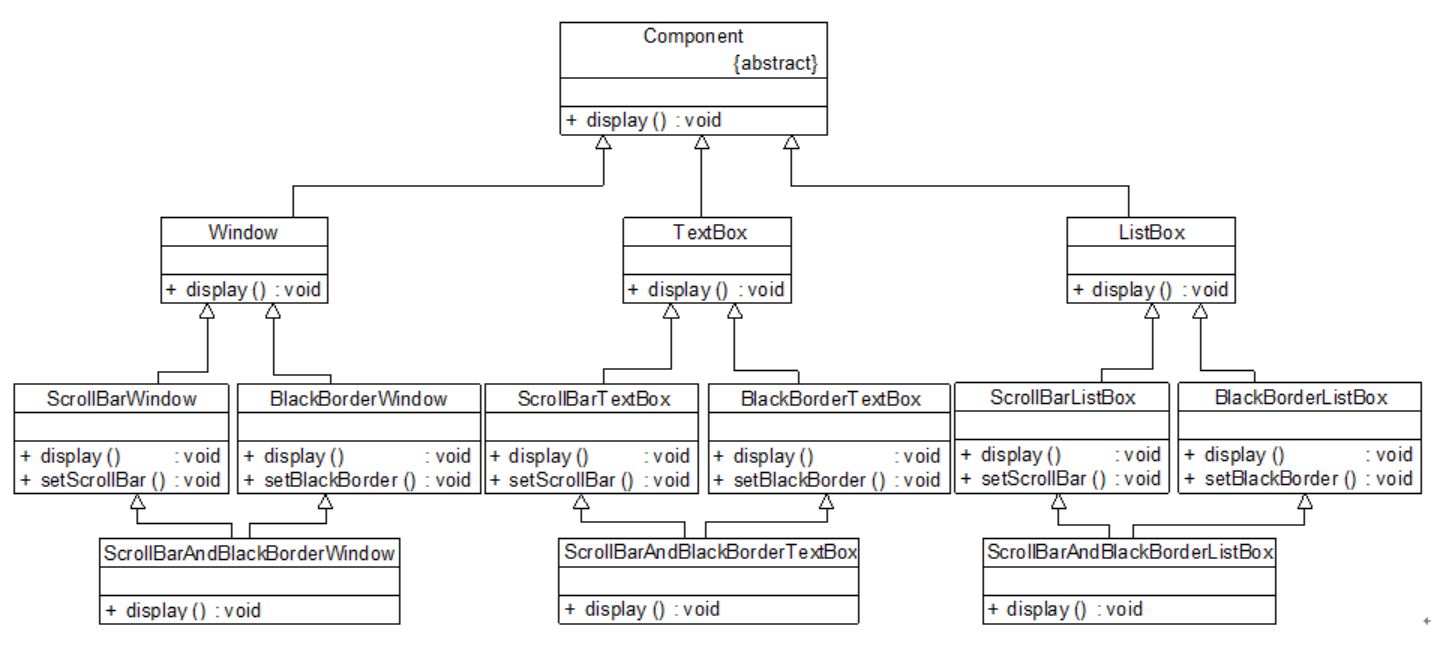 Component
{abstract}
+ display () : void
Window
+ display () : void
TextBox
+ display () : void
ListBox
+ display () : void
ScrollBarWindow
+ display () : void
+ setScrollBar () : void
BlackBorderWindow
+ display () : void
+ setBlackBorder () : void
ScrollBarTextBox
+ display () : void
+ setScrollBar () : void
BlackBorderTextBox
+ display () : void
+ setBlackBorder () : void
ScrollBarListBox
+ display () : void
+ setScrollBar () : void
BlackBorderListBox
+ display () : void
+ setBlackBorder () : void
ScrollBarAndBlackBorderWindow
+ display () : void
ScrollBarAndBlackBorderTextBox
+ display () : void
ScrollBarAndBlackBorderListBox
+ display () : void